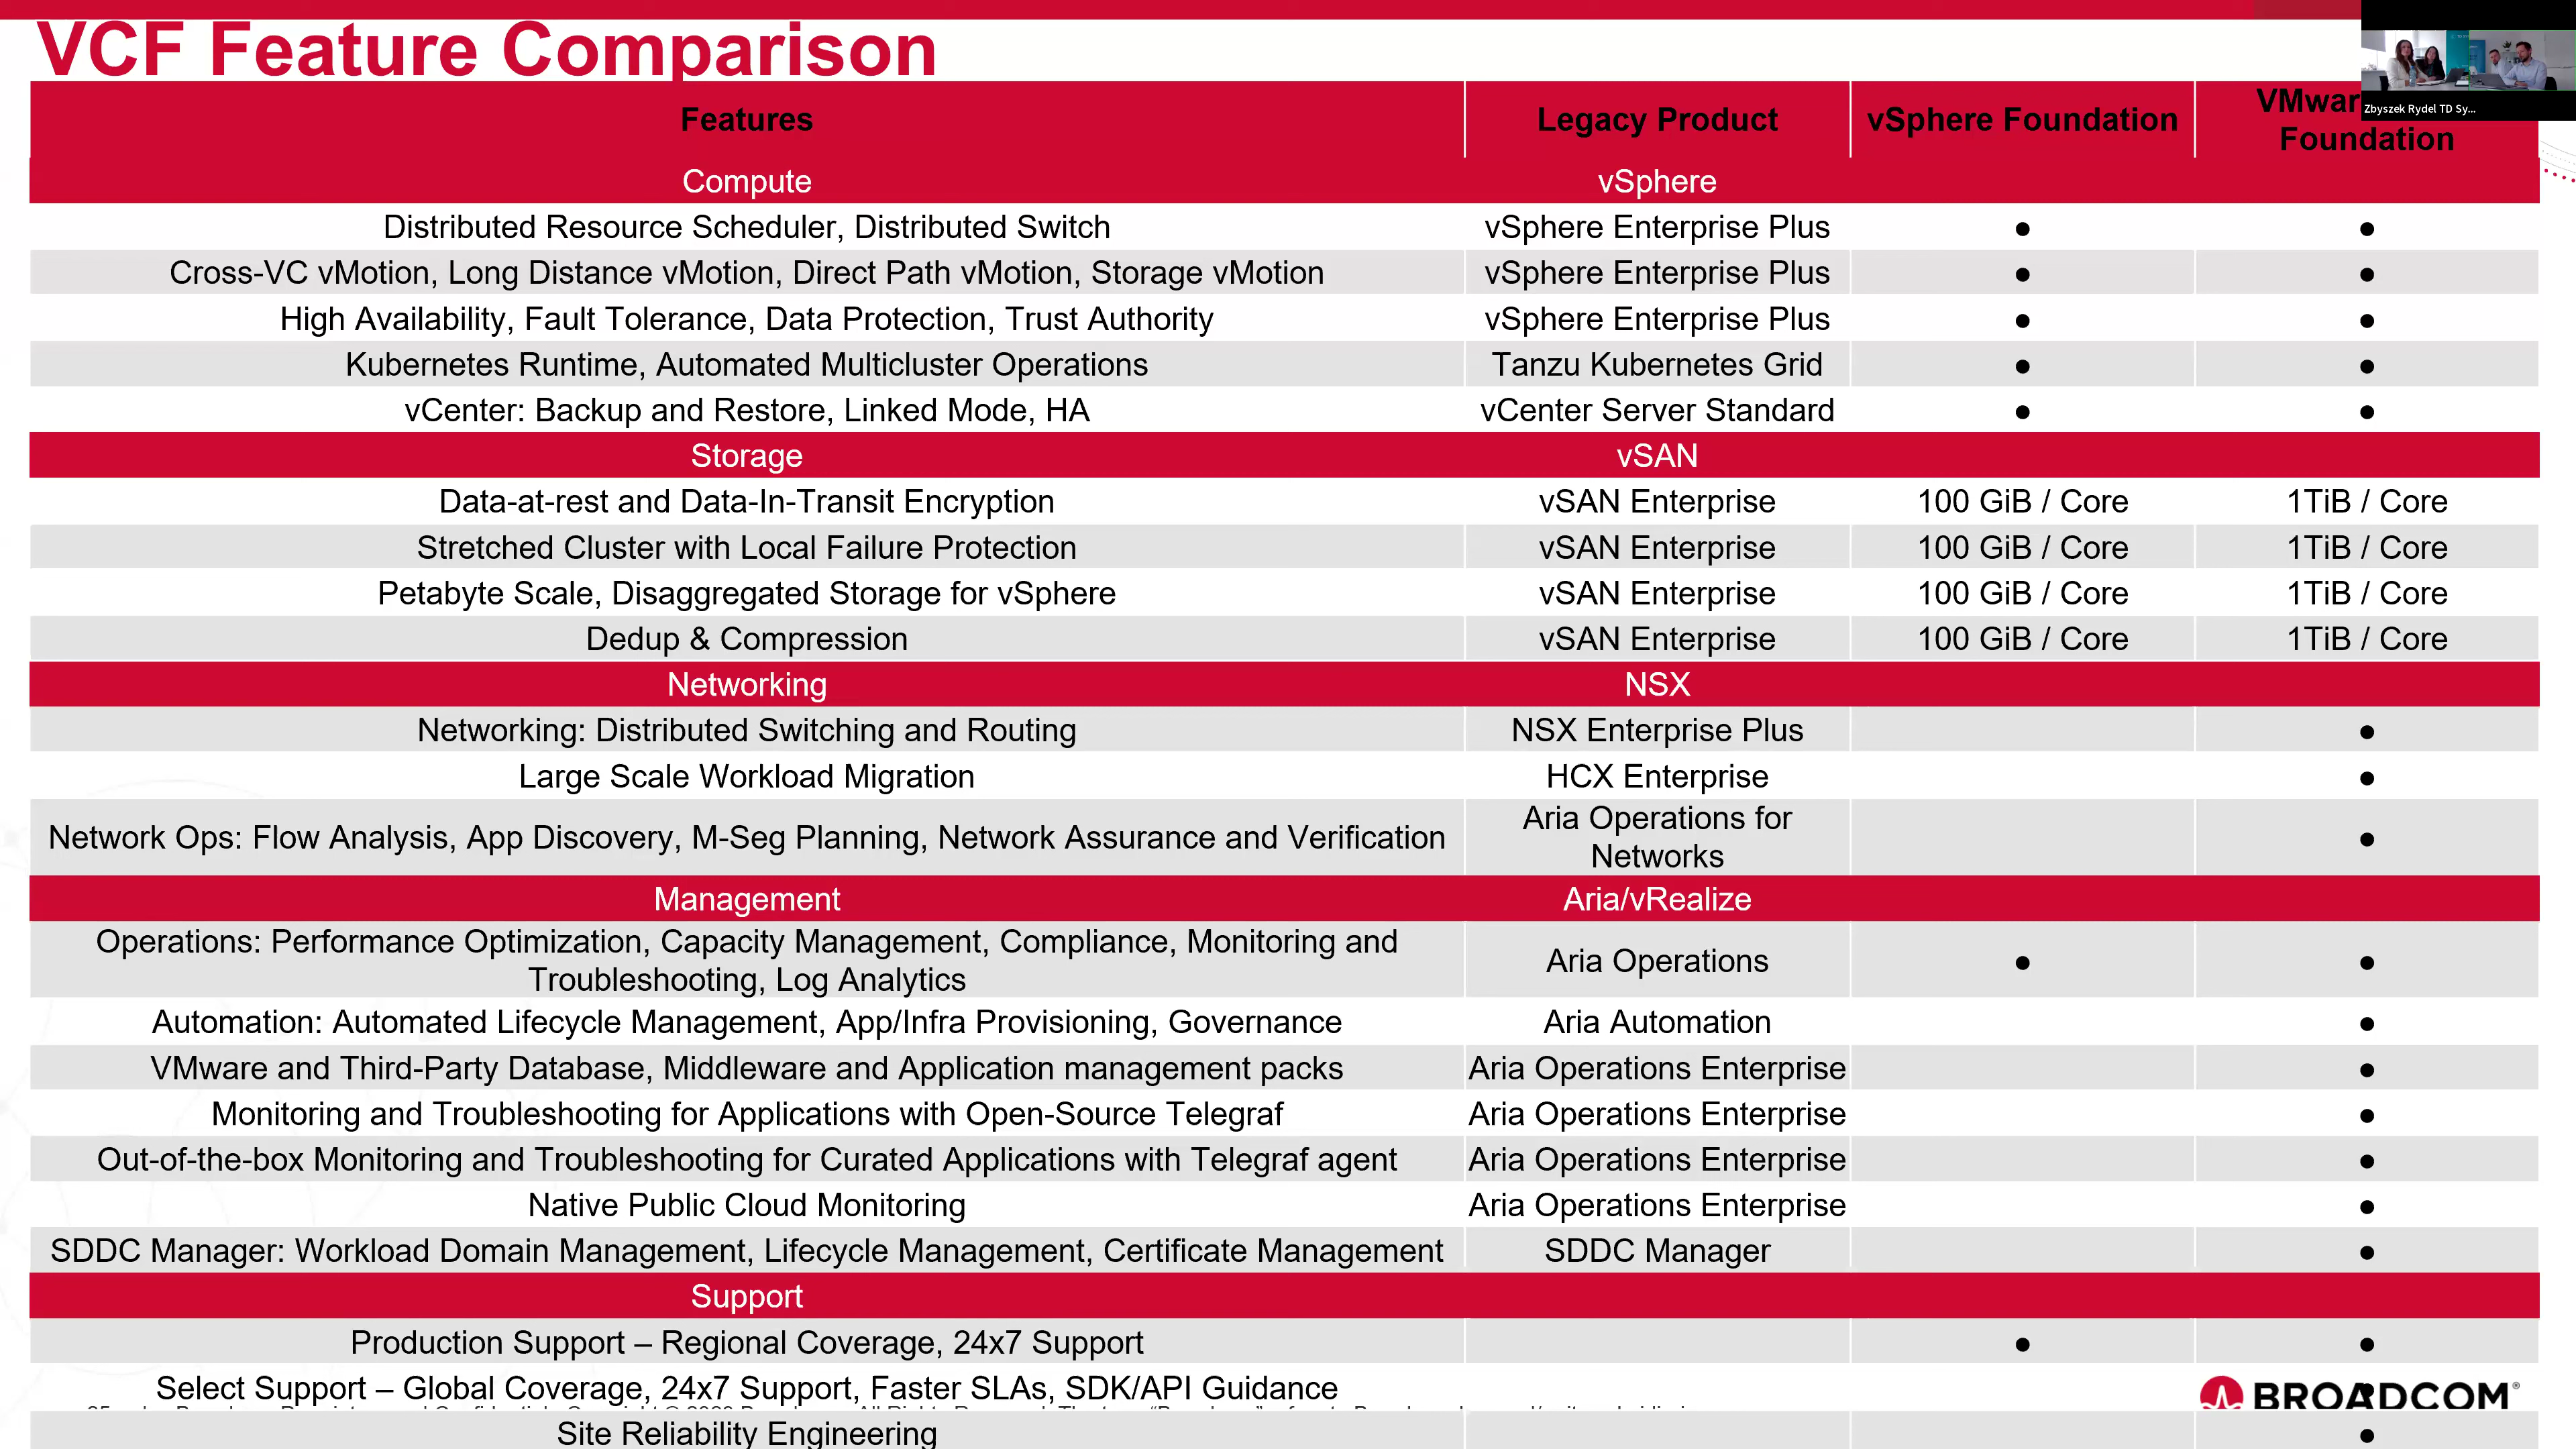 VCF Feature Comparison
Zbyszek Rydel TD Sy...
Features Legacy Product vSphere Foundation Foundation
Compute vSphere
Distributed Resource Scheduler, Distributed Switch vSphere Enterprise Plus ● ●
Cross-VC vMotion, Long Distance vMotion, Direct Path vMotion, Storage vMotion vSphere Enterprise Plus ● ●
High Availability, Fault Tolerance, Data Protection, Trust Authority vSphere Enterprise Plus ● ●
Kubernetes Runtime, Automated Multicluster Operations Tanzu Kubernetes Grid ● ●
vCenter: Backup and Restore, Linked Mode, HA vCenter Server Standard ● ●
Storage vSAN
Data-at-rest and Data-In-Transit Encryption vSAN Enterprise 100 GiB / Core 1TiB / Core
Stretched Cluster with Local Failure Protection vSAN Enterprise 100 GiB / Core 1TiB / Core
Petabyte Scale, Disaggregated Storage for vSphere vSAN Enterprise 100 GiB / Core 1TiB / Core
Dedup & Compression vSAN Enterprise 100 GiB / Core 1TiB / Core
Networking NSX
Networking: Distributed Switching and Routing NSX Enterprise Plus ●
Large Scale Workload Migration HCX Enterprise ●
Network Ops: Flow Analysis, App Discovery, M-Seg Planning, Network Assurance and Verification Aria Operations for
Networks ●
Management Aria/vRealize
Operations: Performance Optimization, Capacity Management, Compliance, Monitoring and
Troubleshooting, Log Analytics Aria Operations ● ●
Automation: Automated Lifecycle Management, App/Infra Provisioning, Governance Aria Automation ●
VMware and Third-Party Database, Middleware and Application management packs Aria Operations Enterprise ●
Monitoring and Troubleshooting for Applications with Open-Source Telegraf Aria Operations Enterprise ●
Out-of-the-box Monitoring and Troubleshooting for Curated Applications with Telegraf agent Aria Operations Enterprise ●
Native Public Cloud Monitoring Aria Operations Enterprise ●
SDDC Manager: Workload Domain Management, Lifecycle Management, Certificate Management SDDC Manager ●
Support
Production Support – Regional Coverage, 24x7 Support ● ●
Select Support – Global Coverage, 24x7 Support, Faster SLAs, SDK/API Guidance ●
BROADCOM®
Site Reliability Engineering ●